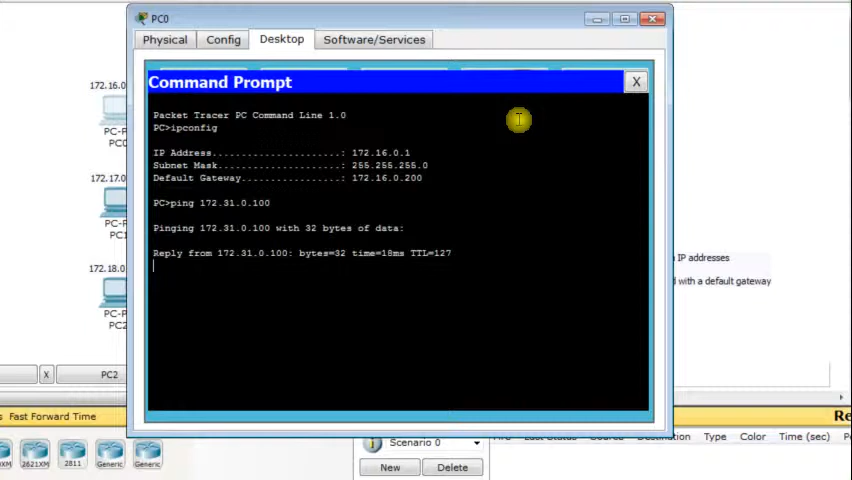 PC0
Physical Config Desktop Software/Services
Command Prompt
X
Packet Tracer PC Command Line 1.0
PC>ipconfig
IP Address......................: 172.16.0.1
Subnet Mask.....................: 255.255.255.0
Default Gateway.................: 172.16.0.200
PC>ping 172.31.0.100
Pinging 172.31.0.100 with 32 bytes of data:
Reply from 172.31.0.100: bytes=32 time=18ms TTL=127
172.16.0
PC-P
172.17.0
PC-P
PC1
172.18.0
PC-P
PC2
IP addresses
d with a default gateway
X
PC2
s Fast Forward Time
Re
2621XM
2811
Generic
Generic
Scenario 0
New
Delete
Fire Last Status Source Destination Type Color Time (sec)